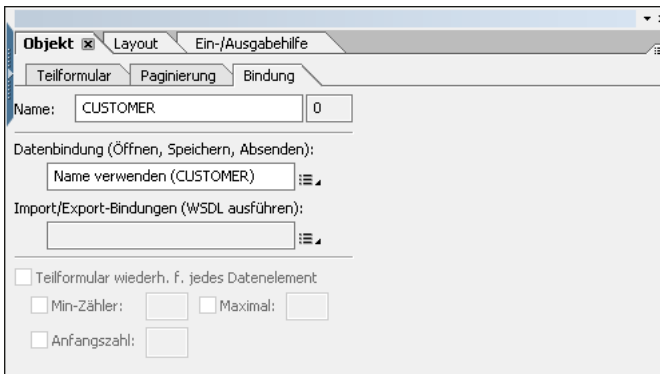 Objekt Layout Ein-/Ausgabehilfe
Teilformular Paginierung Bindung
Name: CUSTOMER 0
Datenbindung (Öffnen, Speichern, Absenden):
Name verwenden (CUSTOMER)
Import/Export-Bindungen (WSDL ausführen):
Teilformular wiederh. f. jedes Datenelement
Min-Zähler: Maximal:
Anfangszahl: